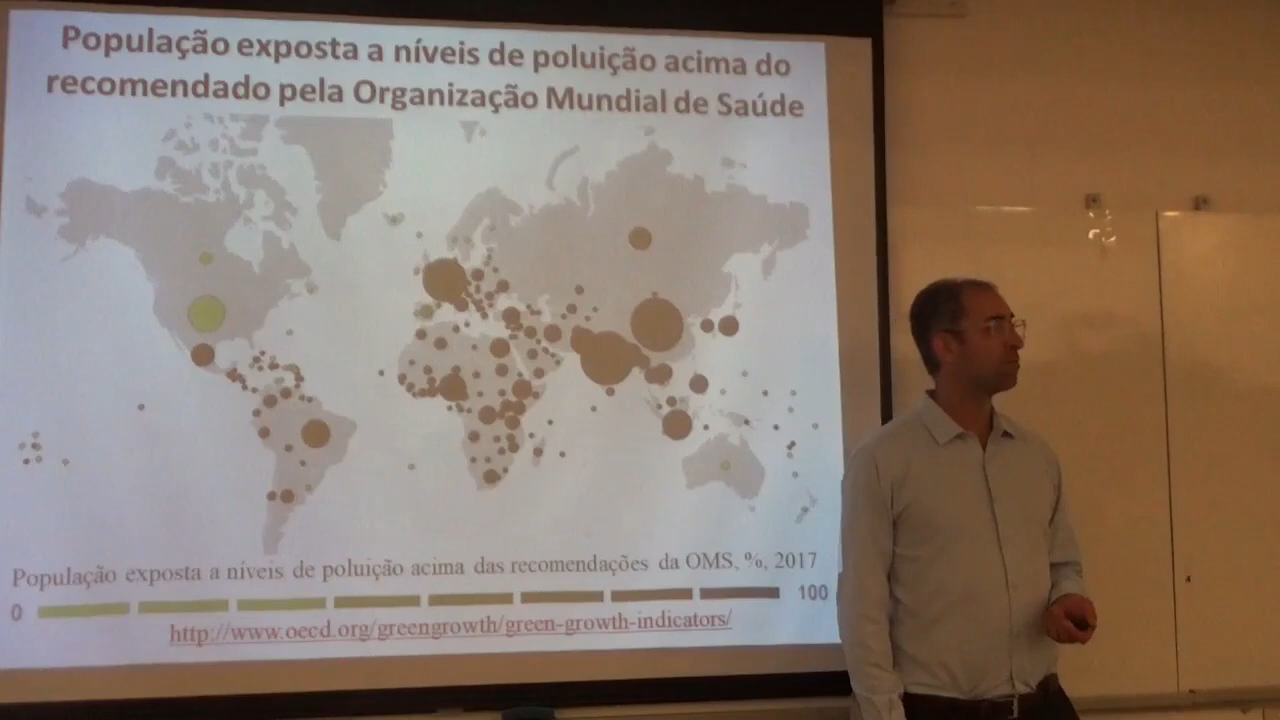 População exposta a níveis de poluição acima do
recomendado pela Organização Mundial de Saúde
População exposta a níveis de poluição acima das recomendações da OMS, %, 2017
0 100
http://www.oecd.org/greengrowth/green-growth-indicators/